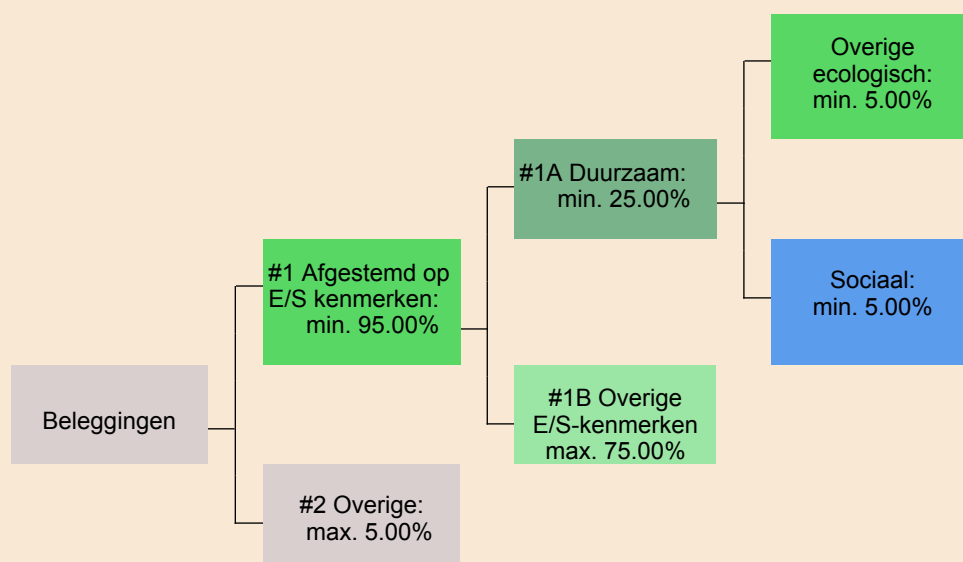 Beleggingen
#1 Afgestemd op
E/S kenmerken:
min. 95.00%
#2 Overige:
max. 5.00%
#1A Duurzaam:
min. 25.00%
#1B Overige
E/S-kenmerken
max. 75.00%
Overige
ecologisch:
min. 5.00%
Sociaal:
min. 5.00%